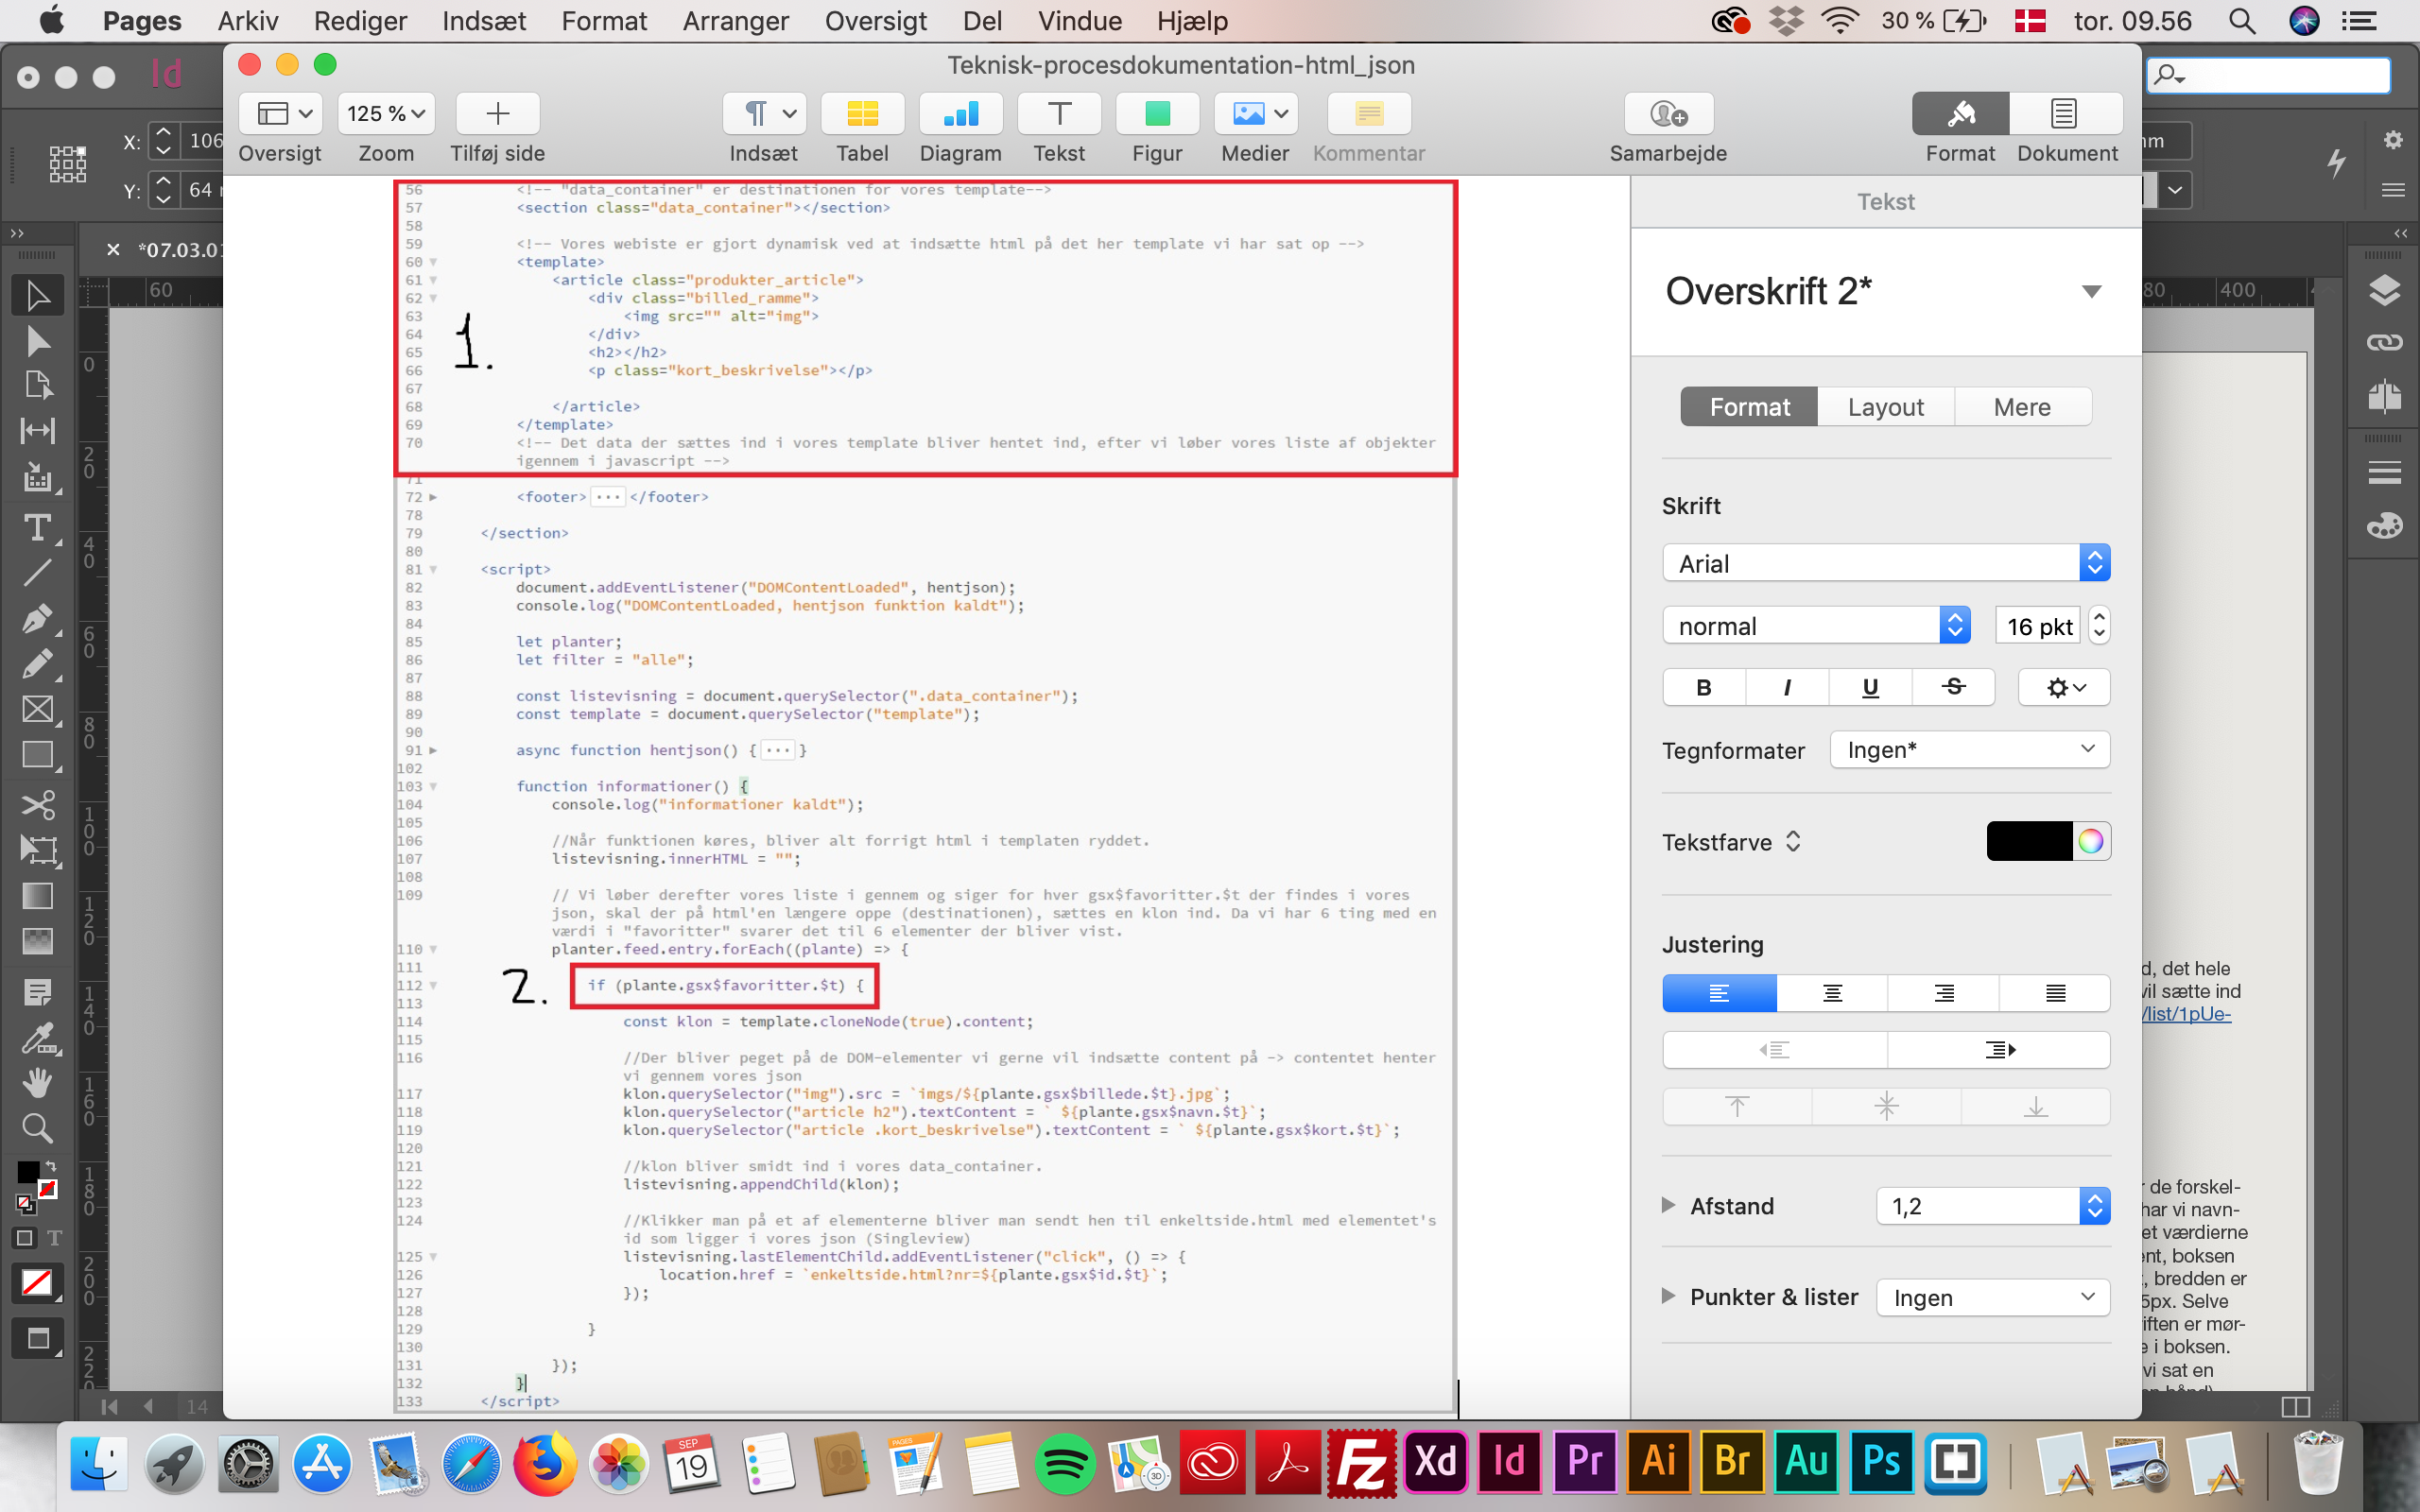 Pages Arkiv Rediger Indsæt Format Arranger Oversigt Del Vindue Hjælp 30 % tor. 09.56
Id
Teknisk-procesdokumentation-html_json
125 %
Oversigt Zoom Tilføj side Indsæt Tabel Diagram Tekst Figur Medier Kommentar Samarbejde Format Dokument
X: 106
Y: 64
*07.03.01
60
80 400
0
20
40
60
80
100
120
140
160
180
200
220
14
56 <!-- "data_container" er destinationen for vores template-->
57 <section class="data_container"></section>
58
59 <!-- Vores webiste er gjort dynamisk ved at indsætte html på det her template vi har sat op -->
60 <template>
61 <article class="produkter_article">
62 <div class="billed_ramme">
63 <img src="" alt="img">
64 </div>
65 <h2></h2>
66 <p class="kort_beskrivelse"></p>
67
68 </article>
69 </template>
70 <!-- Det data der sættes ind i vores template bliver hentet ind, efter vi løber vores liste af objekter
igennem i javascript -->
1.
71
72 <footer> ··· </footer>
78
79 </section>
80
81 <script>
82 document.addEventListener("DOMContentLoaded", hentjson);
83 console.log("DOMContentLoaded, hentjson funktion kaldt");
84
85 let planter;
86 let filter = "alle";
87
88 const listevisning = document.querySelector(".data_container");
89 const template = document.querySelector("template");
90
91 async function hentjson() { ··· }
102
103 function informationer() {
104 console.log("informationer kaldt");
105
106 //Når funktionen køres, bliver alt forrigt html i templaten ryddet.
107 listevisning.innerHTML = "";
108
109 // Vi løber derefter vores liste i gennem og siger for hver gsx$favoritter.$t der findes i vores
json, skal der på html'en længere oppe (destinationen), sættes en klon ind. Da vi har 6 ting med en
værdi i "favoritter" svarer det til 6 elementer der bliver vist.
110 planter.feed.entry.forEach((plante) => {
111
2.
112 if (plante.gsx$favoritter.$t) {
113
114 const klon = template.cloneNode(true).content;
115
116 //Der bliver peget på de DOM-elementer vi gerne vil indsætte content på -> contentet henter
vi gennem vores json
117 klon.querySelector("img").src = `imgs/${plante.gsx$billede.$t}.jpg`;
118 klon.querySelector("article h2").textContent = ` ${plante.gsx$navn.$t}`;
119 klon.querySelector("article .kort_beskrivelse").textContent = ` ${plante.gsx$kort.$t}`;
120
121 //klon bliver smidt ind i vores data_container.
122 listevisning.appendChild(klon);
123
124 //Klikker man på et af elementerne bliver man sendt hen til enkeltside.html med elementet's
id som ligger i vores json (Singleview)
125 listevisning.lastElementChild.addEventListener("click", () => {
126 location.href = `enkeltside.html?nr=${plante.gsx$id.$t}`;
127 });
128
129 }
130
131 });
132 }
133 </script>
Tekst
Overskrift 2*
Format Layout Mere
Skrift
Arial
normal 16 pkt
B I U S
Tegnformater Ingen*
Tekstfarve
Justering
Afstand 1,2
Punkter & lister Ingen
d, det hele
vil sætte ind
/list/1pUe-
de forskel-
har vi navn-
et værdierne
ent, boksen
, bredden er
5px. Selve
iften er mør-
e i boksen.
vi sat en
SEP
19
PAGES
3D
Fz Xd Id Pr Ai Br Au Ps